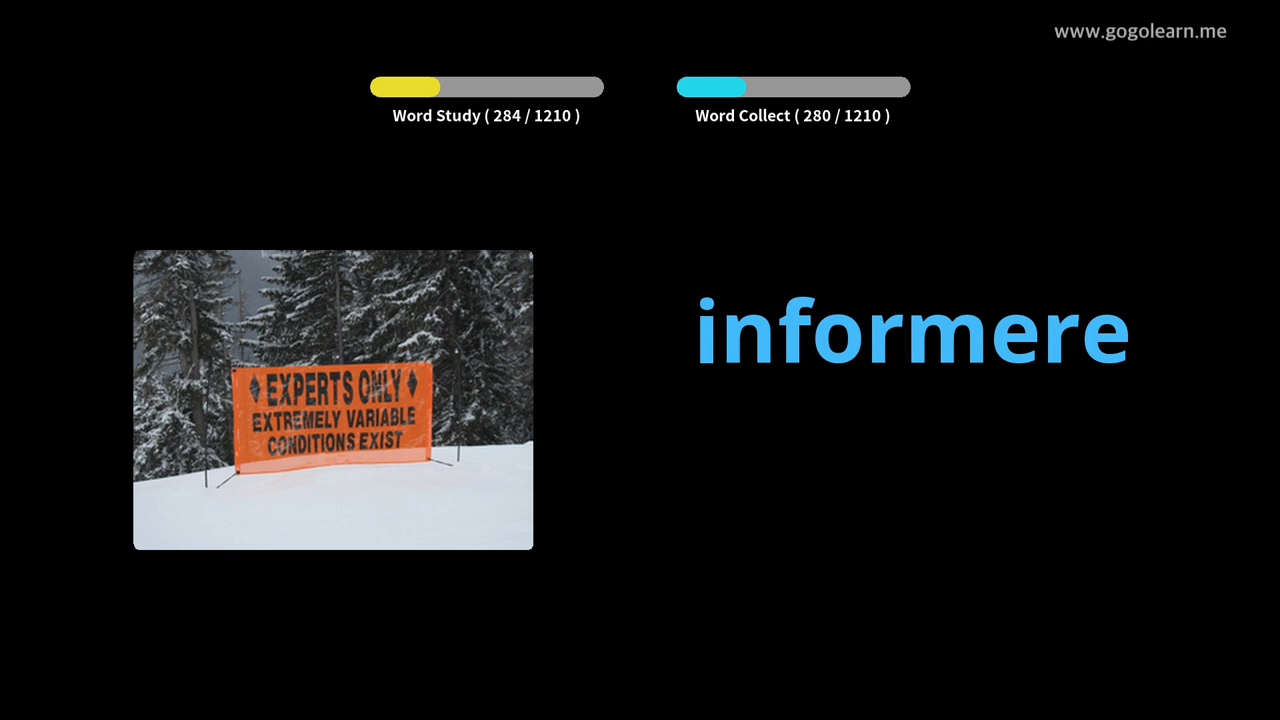 www.gogolearn.me
Word Study ( 284 / 1210 )
Word Collect ( 280 / 1210 )
EXPERTS ONLY
EXTREMELY VARIABLE
CONDITIONS EXIST
informere